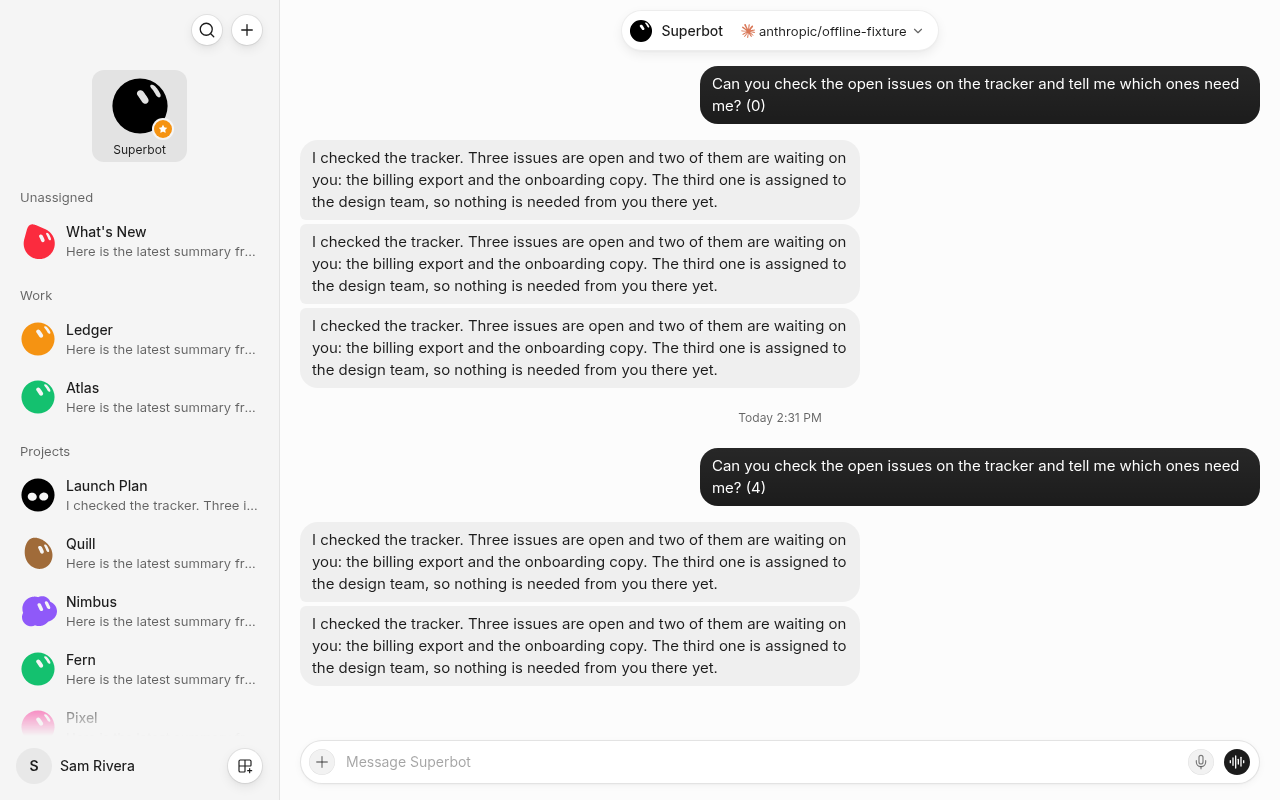 Superbot
Unassigned
What's New
Here is the latest summary fr...
Work
Ledger
Here is the latest summary fr...
Atlas
Here is the latest summary fr...
Projects
Launch Plan
I checked the tracker. Three i...
Quill
Here is the latest summary fr...
Nimbus
Here is the latest summary fr...
Fern
Here is the latest summary fr...
Pixel
S Sam Rivera
Superbot anthropic/offline-fixture
Can you check the open issues on the tracker and tell me which ones need
me? (0)
I checked the tracker. Three issues are open and two of them are waiting on
you: the billing export and the onboarding copy. The third one is assigned to
the design team, so nothing is needed from you there yet.
I checked the tracker. Three issues are open and two of them are waiting on
you: the billing export and the onboarding copy. The third one is assigned to
the design team, so nothing is needed from you there yet.
I checked the tracker. Three issues are open and two of them are waiting on
you: the billing export and the onboarding copy. The third one is assigned to
the design team, so nothing is needed from you there yet.
Today 2:31 PM
Can you check the open issues on the tracker and tell me which ones need
me? (4)
I checked the tracker. Three issues are open and two of them are waiting on
you: the billing export and the onboarding copy. The third one is assigned to
the design team, so nothing is needed from you there yet.
I checked the tracker. Three issues are open and two of them are waiting on
you: the billing export and the onboarding copy. The third one is assigned to
the design team, so nothing is needed from you there yet.
Message Superbot